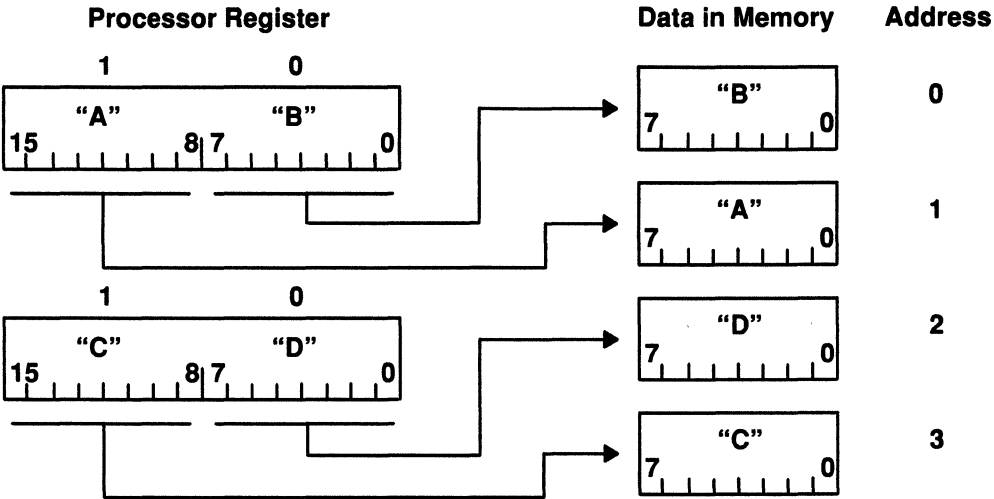 Processor Register Data in Memory Address
1 0
"A" "B"
15 8 7 0
"B"
7 0
0
"A"
7 0
1
1 0
"C" "D"
15 8 7 0
"D"
7 0
2
"C"
7 0
3